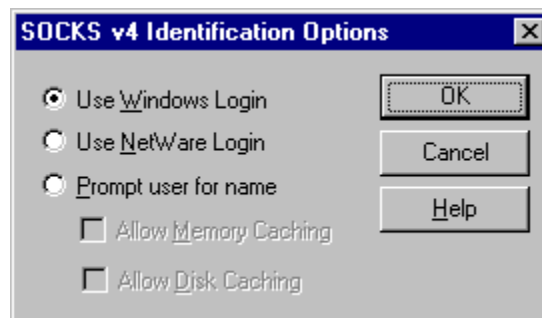 SOCKS v4 Identification Options
Use Windows Login
Use NetWare Login
Prompt user for name
Allow Memory Caching
Allow Disk Caching
OK
Cancel
Help